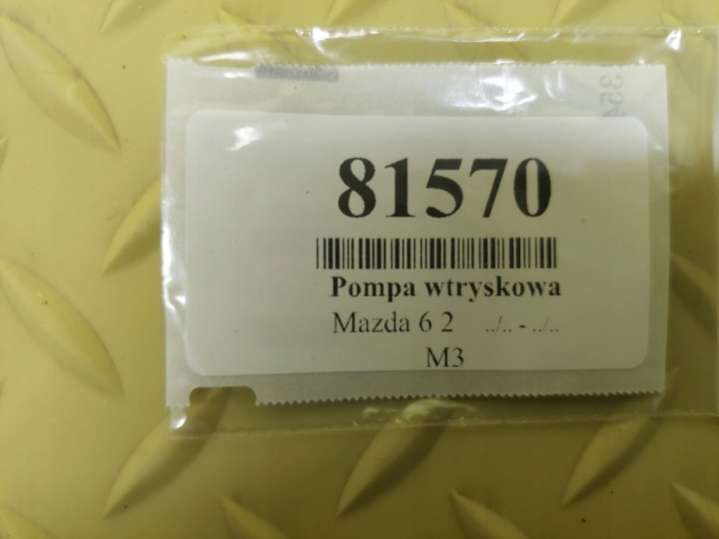 81570
Pompa wtryskowa
Mazda 6 2 ../.. - ../..
M3